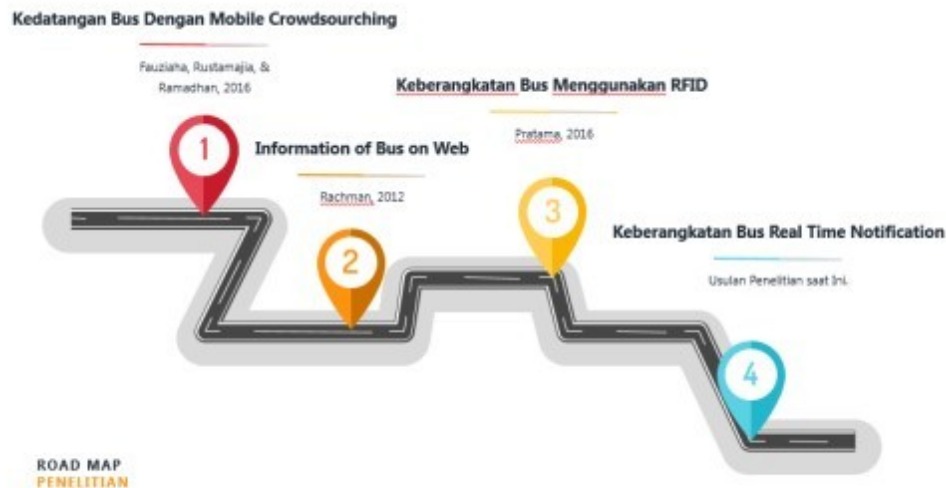 Kedatangan Bus Dengan Mobile Crowdsourching
Fauziaha, Rustamajia, &
Ramadhan, 2016
1
Information of Bus on Web
Rachman, 2012
2
Keberangkatan Bus Menggunakan RFID
Pratama, 2016
3
Keberangkatan Bus Real Time Notification
Usulan Penelitian saat Ini.
4
ROAD MAP
PENELITIAN